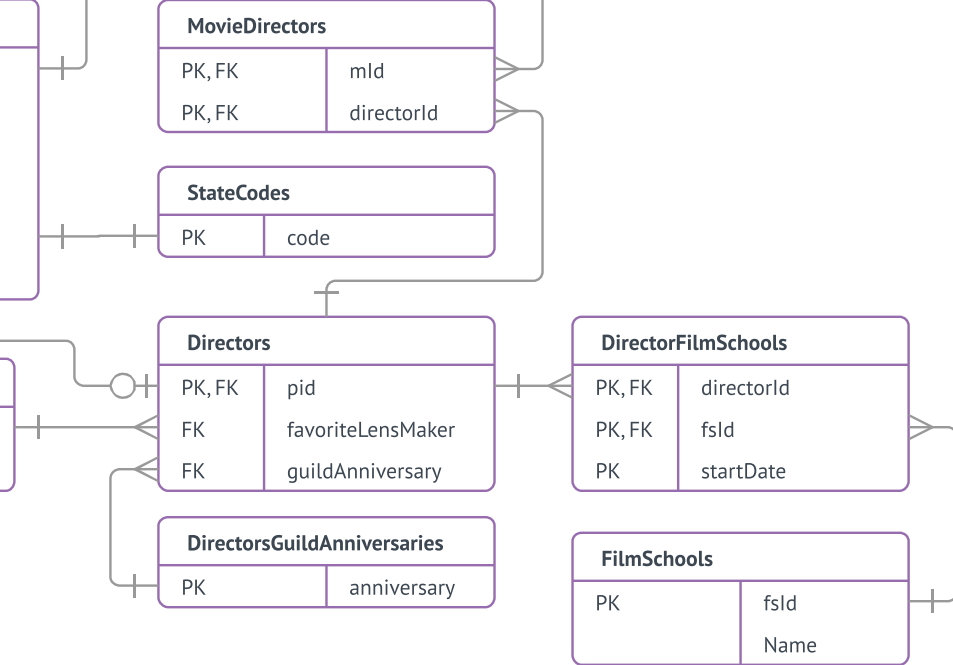 MovieDirectors
PK, FK mId
PK, FK directorId
StateCodes
PK code
Directors
PK, FK pid
FK favoriteLensMaker
FK guildAnniversary
DirectorFilmSchools
PK, FK directorId
PK, FK fsId
PK startDate
DirectorsGuildAnniversaries
PK anniversary
FilmSchools
PK fsId
Name